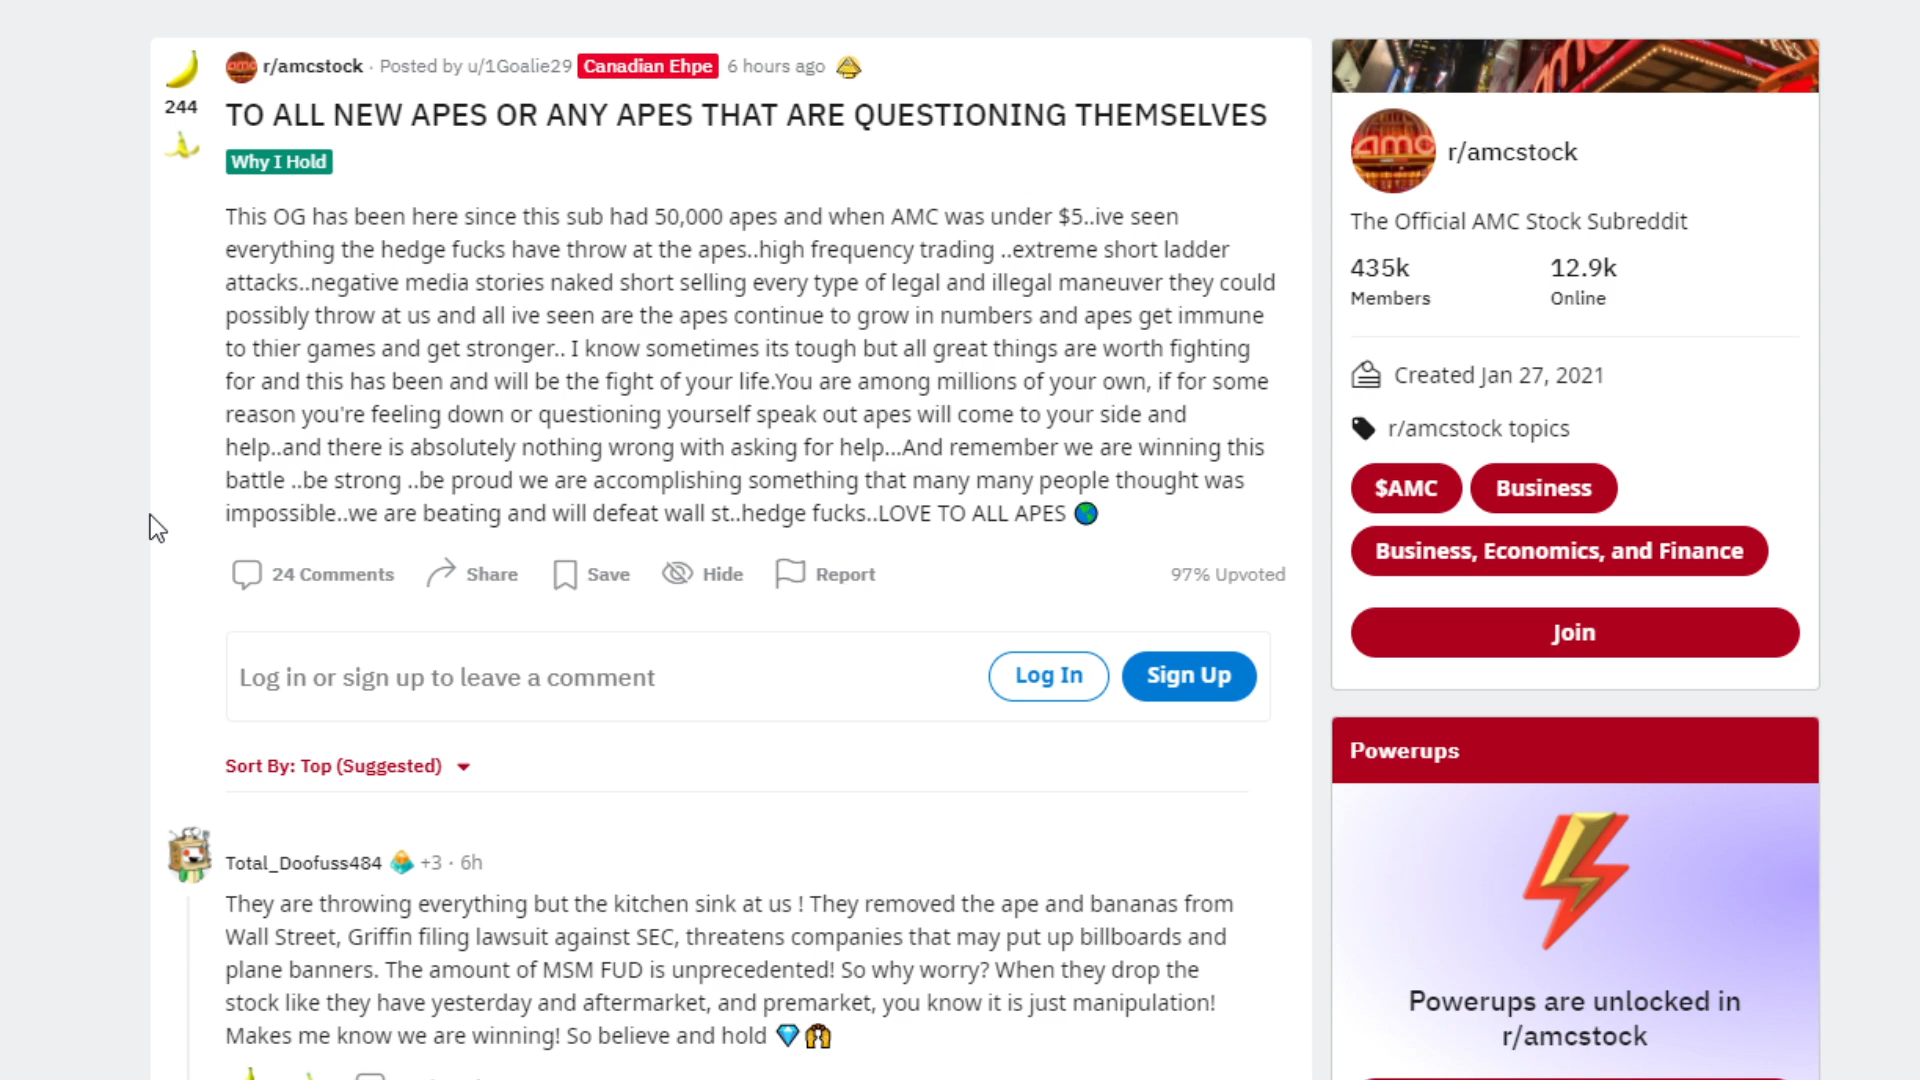 r/amcstock · Posted by u/1Goalie29 Canadian Ehpe 6 hours ago
244
TO ALL NEW APES OR ANY APES THAT ARE QUESTIONING THEMSELVES
Why I Hold
This OG has been here since this sub had 50,000 apes and when AMC was under $5..ive seen
everything the hedge fucks have throw at the apes..high frequency trading ..extreme short ladder
attacks..negative media stories naked short selling every type of legal and illegal maneuver they could
possibly throw at us and all ive seen are the apes continue to grow in numbers and apes get immune
to thier games and get stronger.. I know sometimes its tough but all great things are worth fighting
for and this has been and will be the fight of your life.You are among millions of your own, if for some
reason you're feeling down or questioning yourself speak out apes will come to your side and
help..and there is absolutely nothing wrong with asking for help...And remember we are winning this
battle ..be strong ..be proud we are accomplishing something that many many people thought was
impossible..we are beating and will defeat wall st..hedge fucks..LOVE TO ALL APES 🌎
24 Comments Share Save Hide Report 97% Upvoted
Log in or sign up to leave a comment
Log In
Sign Up
Sort By: Top (Suggested)
Total_Doofuss484 +3 · 6h
They are throwing everything but the kitchen sink at us ! They removed the ape and bananas from
Wall Street, Griffin filing lawsuit against SEC, threatens companies that may put up billboards and
plane banners. The amount of MSM FUD is unprecedented! So why worry? When they drop the
stock like they have yesterday and aftermarket, and premarket, you know it is just manipulation!
Makes me know we are winning! So believe and hold 💎🙌
amc
r/amcstock
The Official AMC Stock Subreddit
435k 12.9k
Members Online
Created Jan 27, 2021
r/amcstock topics
$AMC
Business
Business, Economics, and Finance
Join
Powerups
Powerups are unlocked in
r/amcstock